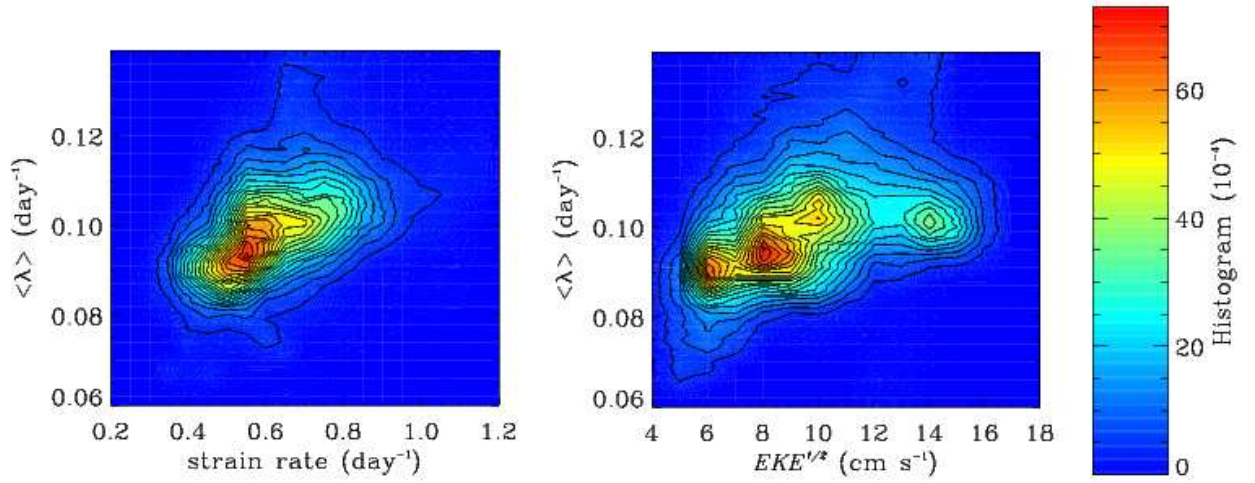 <λ> (day⁻¹)
0.12
0.10
0.08
0.06
0.2 0.4 0.6 0.8 1.0 1.2
strain rate (day⁻¹)
<λ> (day⁻¹)
0.12
0.10
0.08
0.06
4 6 8 10 12 14 16 18
EKE¹/² (cm s⁻¹)
60
40
20
0
Histogram (10⁻⁴)